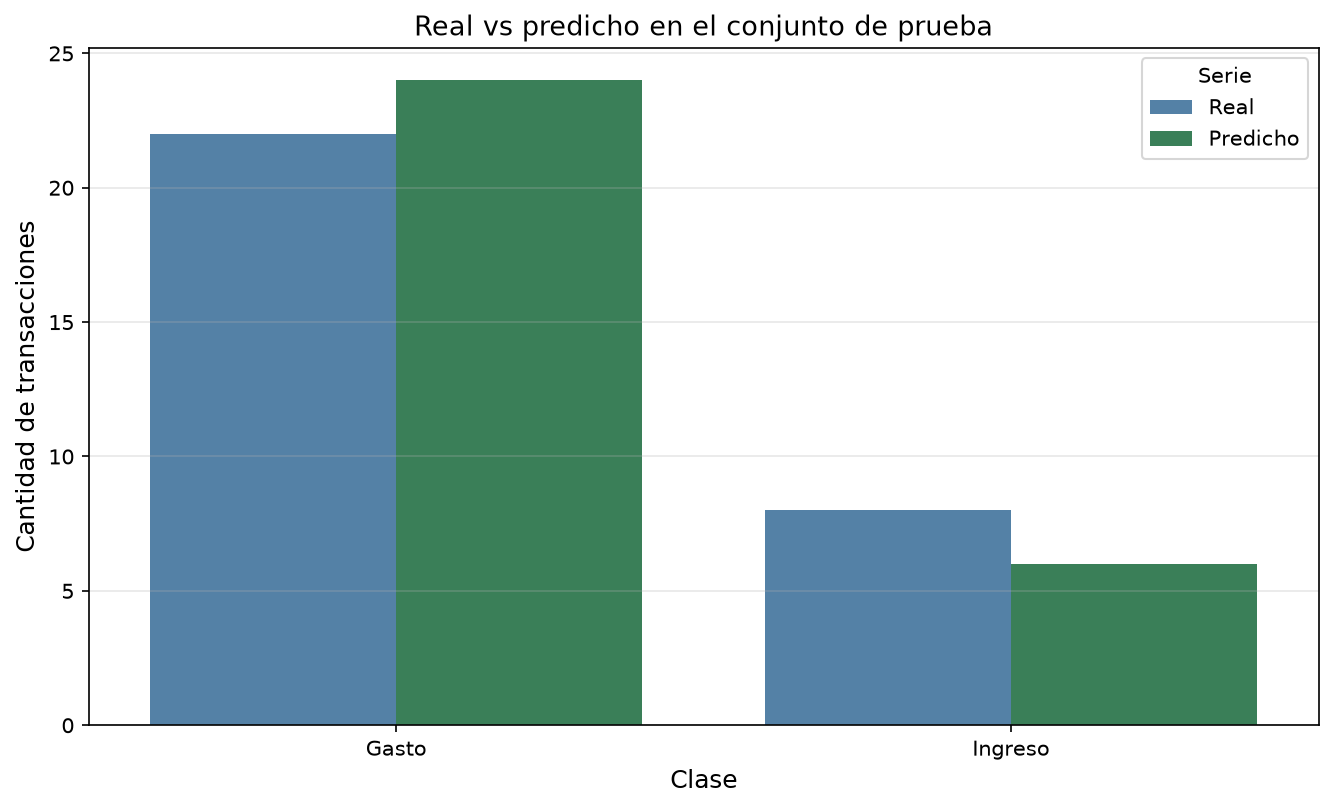 Real vs predicho en el conjunto de prueba
Serie
Real
Predicho
Cantidad de transacciones
25
20
15
10
5
0
Gasto
Ingreso
Clase